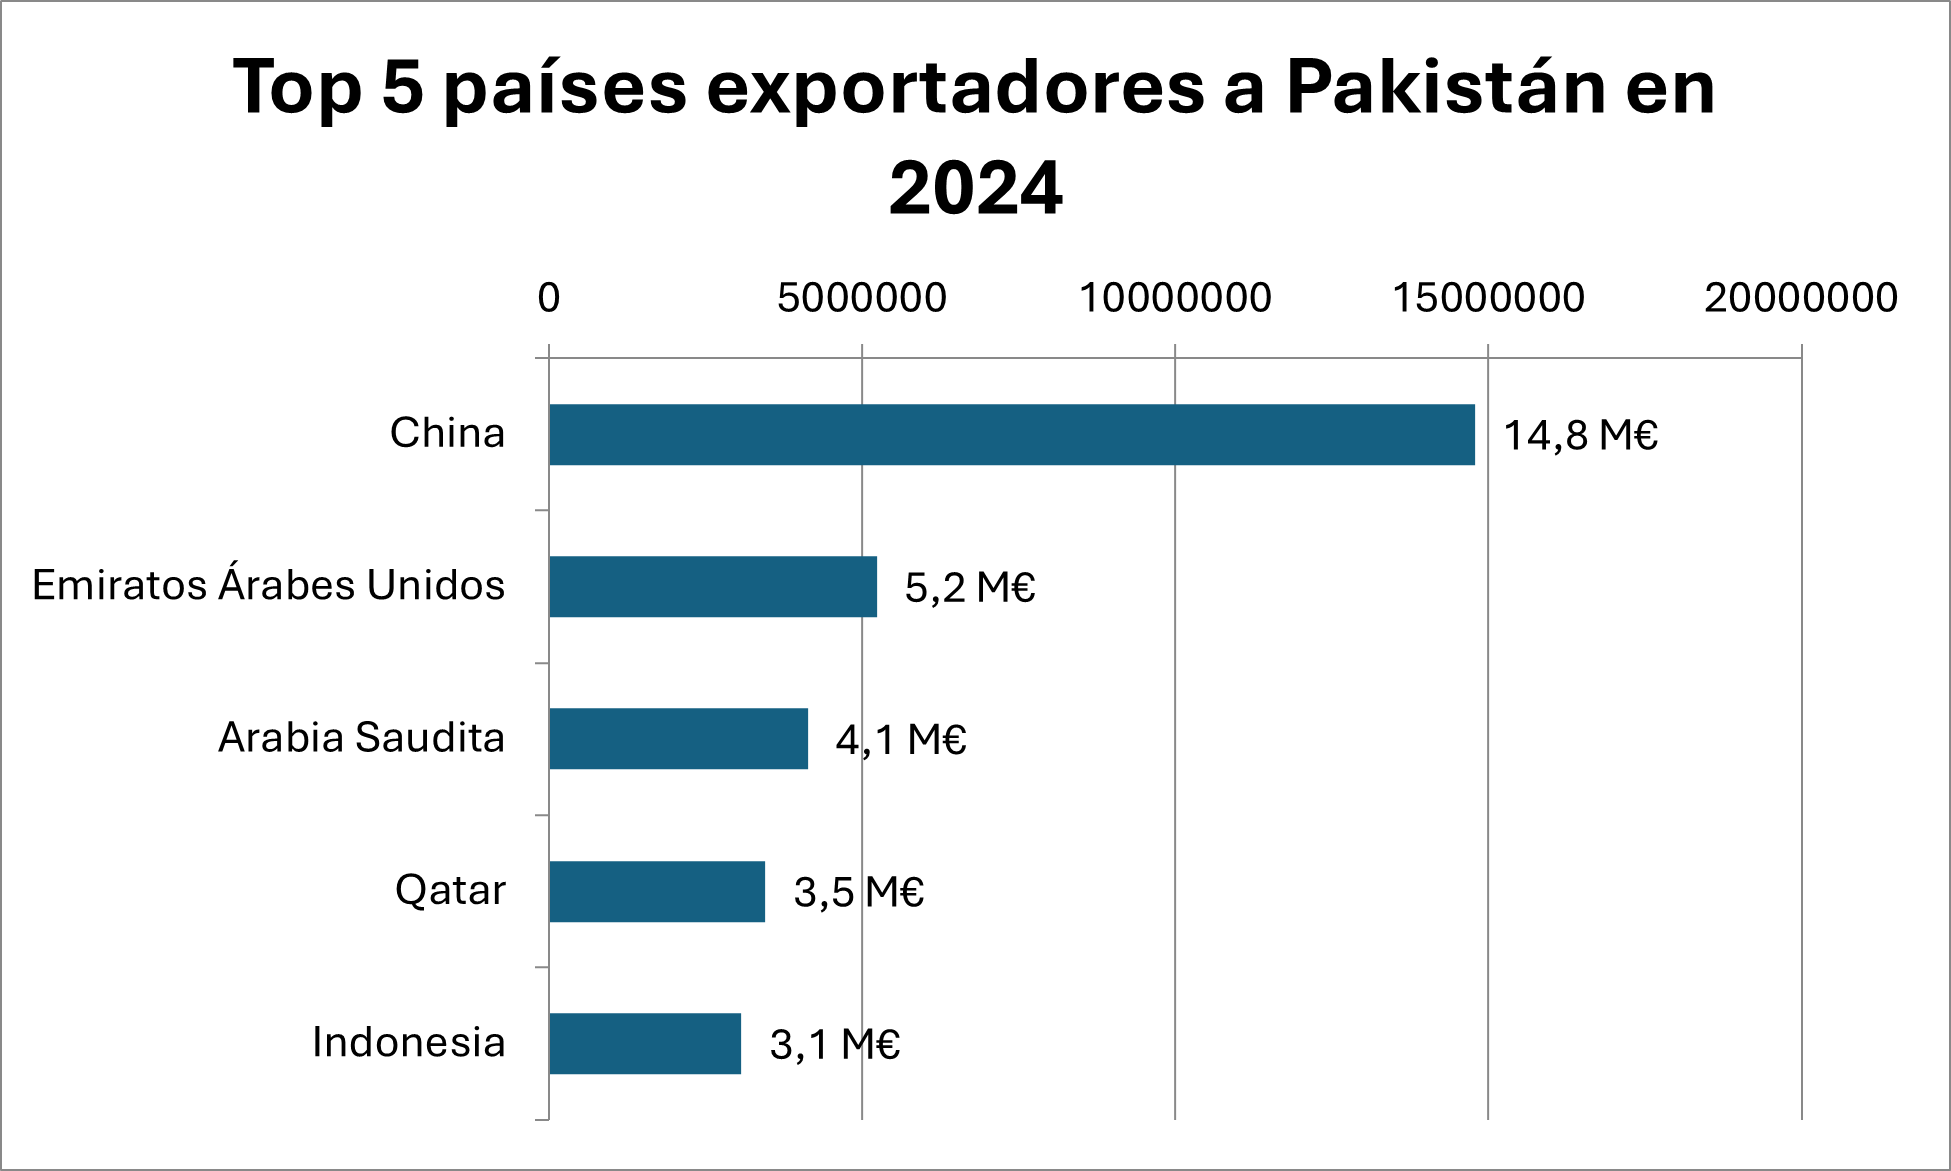 Top 5 países exportadores a Pakistán en
2024
0 5000000 10000000 15000000 20000000
China 14,8 M€
Emiratos Árabes Unidos 5,2 M€
Arabia Saudita 4,1 M€
Qatar 3,5 M€
Indonesia 3,1 M€